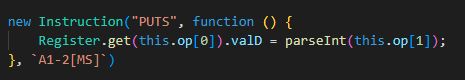 new Instruction("PUTS", function () {
    Register.get(this.op[0]).valD = parseInt(this.op[1]);
}, `A1-2[MS]`)